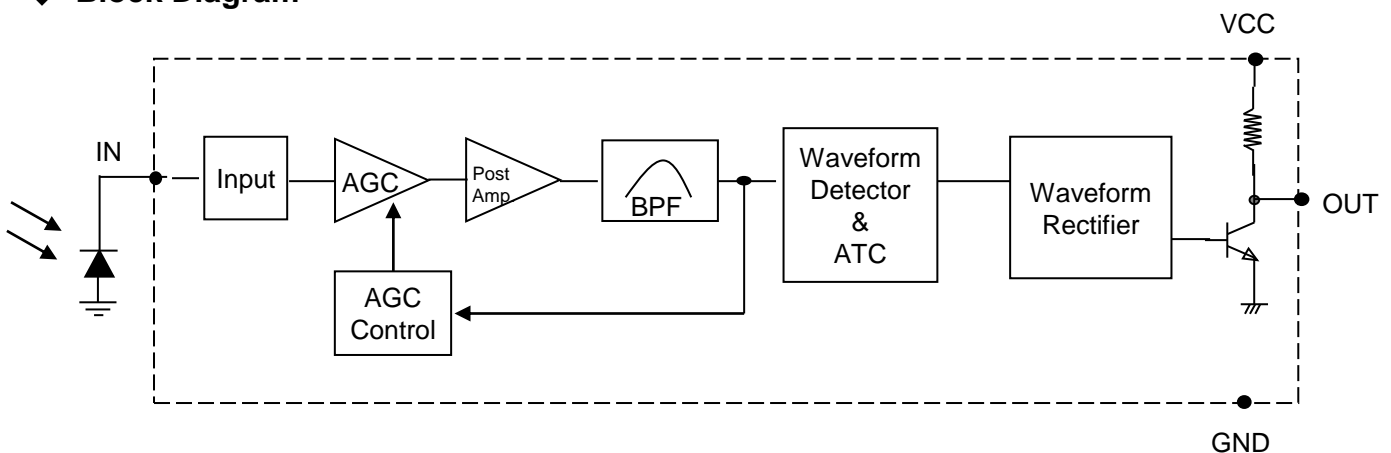 Block Diagram
VCC
IN
Input
AGC
Post
Amp
BPF
Waveform
Detector
&
ATC
Waveform
Rectifier
OUT
AGC
Control
GND